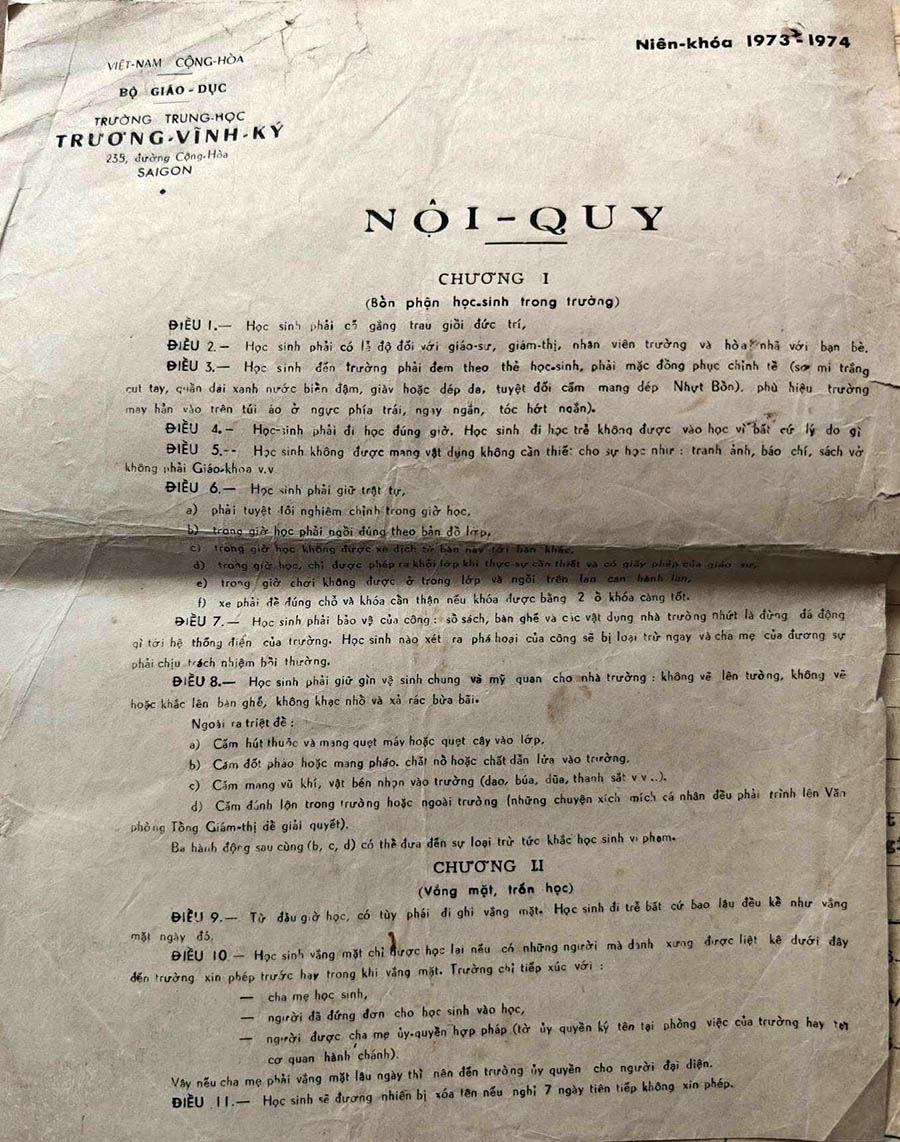 Niên-khóa 1973-1974
VIỆT-NAM CỘNG-HÒA
BỘ GIÁO-DỤC
TRƯỜNG TRUNG-HỌC
TRƯƠNG-VĨNH-KÝ
235, đường Cộng-Hòa
SAIGON
NỘI-QUY
CHƯƠNG I
(Bổn phận học-sinh trong trường)
ĐIỀU 1.— Học sinh phải cố gắng trau giồi đức trí,
ĐIỀU 2.— Học sinh phải có lễ độ đối với giáo-sư, giám-thị, nhân viên trường và hòa nhã với bạn bè.
ĐIỀU 3.— Học sinh đến trường phải đem theo thẻ học-sinh, phải mặc đồng phục chỉnh tề (sơ mi trắng
cụt tay, quần dài xanh nước biển đậm, giày hoặc dép da, tuyệt đối cấm mang dép Nhựt Bổn), phù hiệu trường
may hẳn vào trên túi áo ở ngực phía trái, ngay ngắn, tóc hớt ngắn).
ĐIỀU 4.— Học-sinh phải đi học đúng giờ. Học sinh đi học trễ không được vào học vì bất cứ lý do gì
ĐIỀU 5.-- Học sinh không được mang vật dụng không cần thiết cho sự học như : tranh ảnh, báo chí, sách vở
không phải Giáo-khoa v.v
ĐIỀU 6.— Học sinh phải giữ trật tự,
a) phải tuyệt đối nghiêm chỉnh trong giờ học,
b) trong giờ học phải ngồi đúng theo bản đồ lớp,
c) trong giờ học không được xê dịch từ bàn này tới bàn khác,
d) trong giờ học, chỉ được phép ra khỏi lớp khi thực sự cần thiết và có giấy phép của giáo sư,
e) trong giờ chơi không được ở trong lớp và ngồi trên lan can hành lan,
f) xe phải để đúng chỗ và khóa cẩn thận nếu khóa được bằng 2 ổ khóa càng tốt.
ĐIỀU 7.— Học sinh phải bảo vệ của công : sổ sách, bàn ghế và các vật dụng nhà trường nhứt là đừng đá động
gì tới hệ thống điện của trường. Học sinh nào xét ra phá hoại của công sẽ bị loại trừ ngay và cha mẹ của đương sự
phải chịu trách nhiệm bồi thường.
ĐIỀU 8.— Học sinh phải giữ gìn vệ sinh chung và mỹ quan cho nhà trường : không vẽ lên tường, không vẽ
hoặc khắc lên bàn ghế, không khạc nhổ và xả rác bừa bãi.
Ngoài ra triệt để :
a) Cấm hút thuốc và mang quẹt máy hoặc quẹt cây vào lớp,
b) Cấm đốt pháo hoặc mang pháo, chất nổ hoặc chất dẫn lửa vào trường,
c) Cấm mang vũ khí, vật bén nhọn vào trường (dao, búa, dũa, thanh sắt v.v...).
d) Cấm đánh lộn trong trường hoặc ngoài trường (những chuyện xích mích cá nhân đều phải trình lên Văn
phòng Tổng Giám-thị để giải quyết).
Ba hành động sau cùng (b, c, d) có thể đưa đến sự loại trừ tức khắc học sinh vi phạm.
CHƯƠNG II
(Vắng mặt, trốn học)
ĐIỀU 9.— Từ đầu giờ học, có tùy phái đi ghi vắng mặt. Học sinh đi trễ bất cứ bao lâu đều kể như vắng
mặt ngày đó.
ĐIỀU 10.— Học sinh vắng mặt chỉ được học lại nếu có những người mà danh xưng được liệt kê dưới đây
đến trường xin phép trước hay trong khi vắng mặt. Trường chỉ tiếp xúc với :
— cha mẹ học sinh,
— người đã đứng đơn cho học sinh vào học,
— người được cha mẹ ủy-quyền hợp pháp (tờ ủy quyền ký tên tại phòng việc của trường hay tại
cơ quan hành chánh).
Vậy nếu cha mẹ phải vắng mặt lâu ngày thì nên đến trường ủy quyền cho người đại diện.
ĐIỀU 11.— Học sinh sẽ đương nhiên bị xóa tên nếu nghỉ 7 ngày tiên tiếp không xin phép.